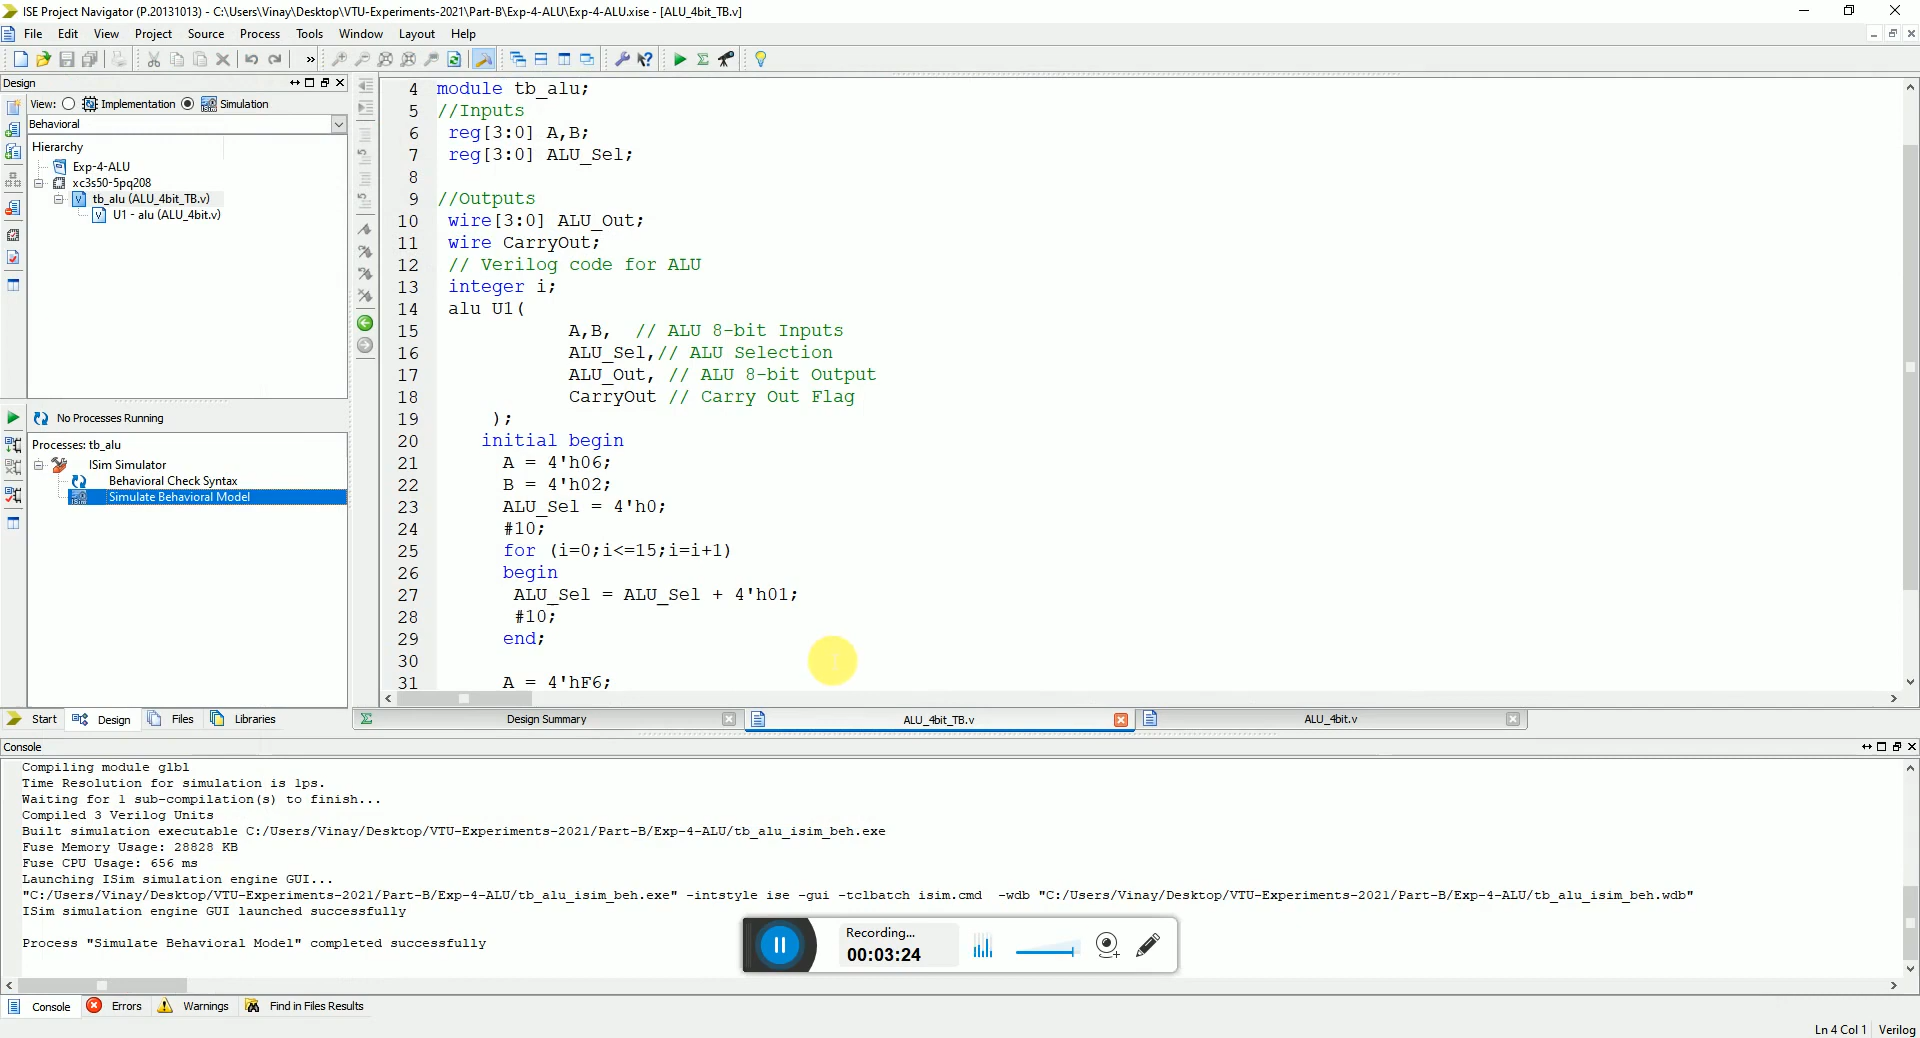 ISE Project Navigator (P.20131013) - C:\Users\Vinay\Desktop\VTU-Experiments-2021\Part-B\Exp-4-ALU\Exp-4-ALU.xise - [ALU_4bit_TB.v]
File Edit View Project Source Process Tools Window Layout Help
»
Design
View: Implementation Simulation
Behavioral
Hierarchy
Exp-4-ALU
xc3s50-5pq208
tb_alu (ALU_4bit_TB.v)
U1 - alu (ALU_4bit.v)
No Processes Running
Processes: tb_alu
ISim Simulator
Behavioral Check Syntax
Simulate Behavioral Model
Start Design Files Libraries
4 module tb_alu;
5 //Inputs
6 reg[3:0] A,B;
7 reg[3:0] ALU_Sel;
8
9 //Outputs
10 wire[3:0] ALU_Out;
11 wire CarryOut;
12 // Verilog code for ALU
13 integer i;
14 alu U1(
15 A,B, // ALU 8-bit Inputs
16 ALU_Sel,// ALU Selection
17 ALU_Out, // ALU 8-bit Output
18 CarryOut // Carry Out Flag
19 );
20 initial begin
21 A = 4'h06;
22 B = 4'h02;
23 ALU_Sel = 4'h0;
24 #10;
25 for (i=0;i<=15;i=i+1)
26 begin
27 ALU_Sel = ALU_Sel + 4'h01;
28 #10;
29 end;
30
31 A = 4'hF6;
Design Summary ALU_4bit_TB.v ALU_4bit.v
Console
Compiling module glbl
Time Resolution for simulation is 1ps.
Waiting for 1 sub-compilation(s) to finish...
Compiled 3 Verilog Units
Built simulation executable C:/Users/Vinay/Desktop/VTU-Experiments-2021/Part-B/Exp-4-ALU/tb_alu_isim_beh.exe
Fuse Memory Usage: 28828 KB
Fuse CPU Usage: 656 ms
Launching ISim simulation engine GUI...
"C:/Users/Vinay/Desktop/VTU-Experiments-2021/Part-B/Exp-4-ALU/tb_alu_isim_beh.exe" -intstyle ise -gui -tclbatch isim.cmd -wdb "C:/Users/Vinay/Desktop/VTU-Experiments-2021/Part-B/Exp-4-ALU/tb_alu_isim_beh.wdb"
ISim simulation engine GUI launched successfully
Process "Simulate Behavioral Model" completed successfully
Recording...
00:03:24
Console Errors Warnings Find in Files Results
Ln 4 Col 1 Verilog